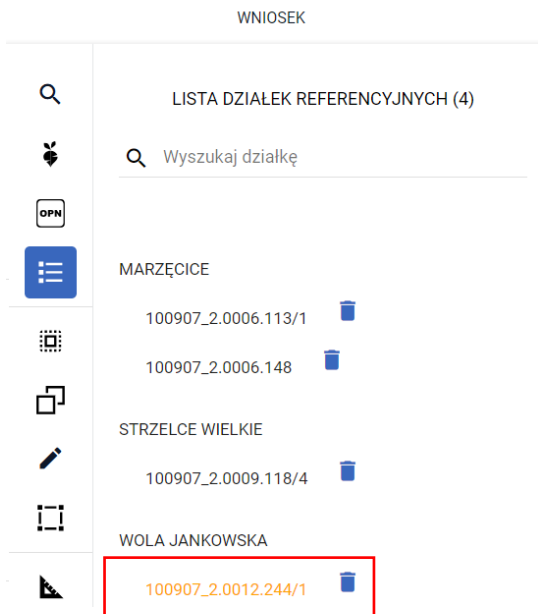 WNIOSEK
LISTA DZIAŁEK REFERENCYJNYCH (4)
Wyszukaj działkę
OPN
MARZĘCICE
100907_2.0006.113/1
100907_2.0006.148
STRZELCE WIELKIE
100907_2.0009.118/4
WOLA JANKOWSKA
100907_2.0012.244/1